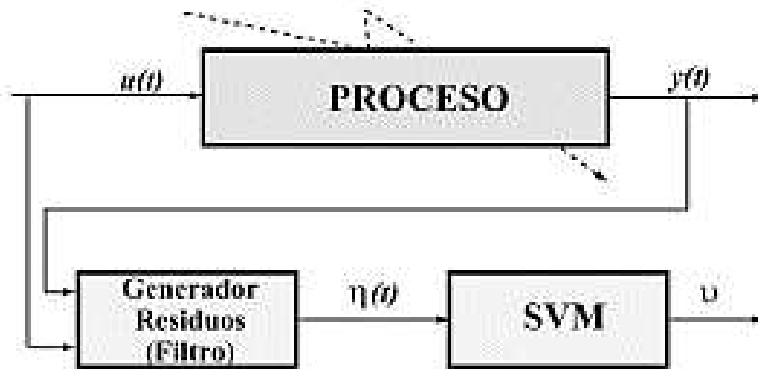 u(t)
PROCESO
y(t)
Generador
Residuos
(Filtro)
η(t)
SVM
υ